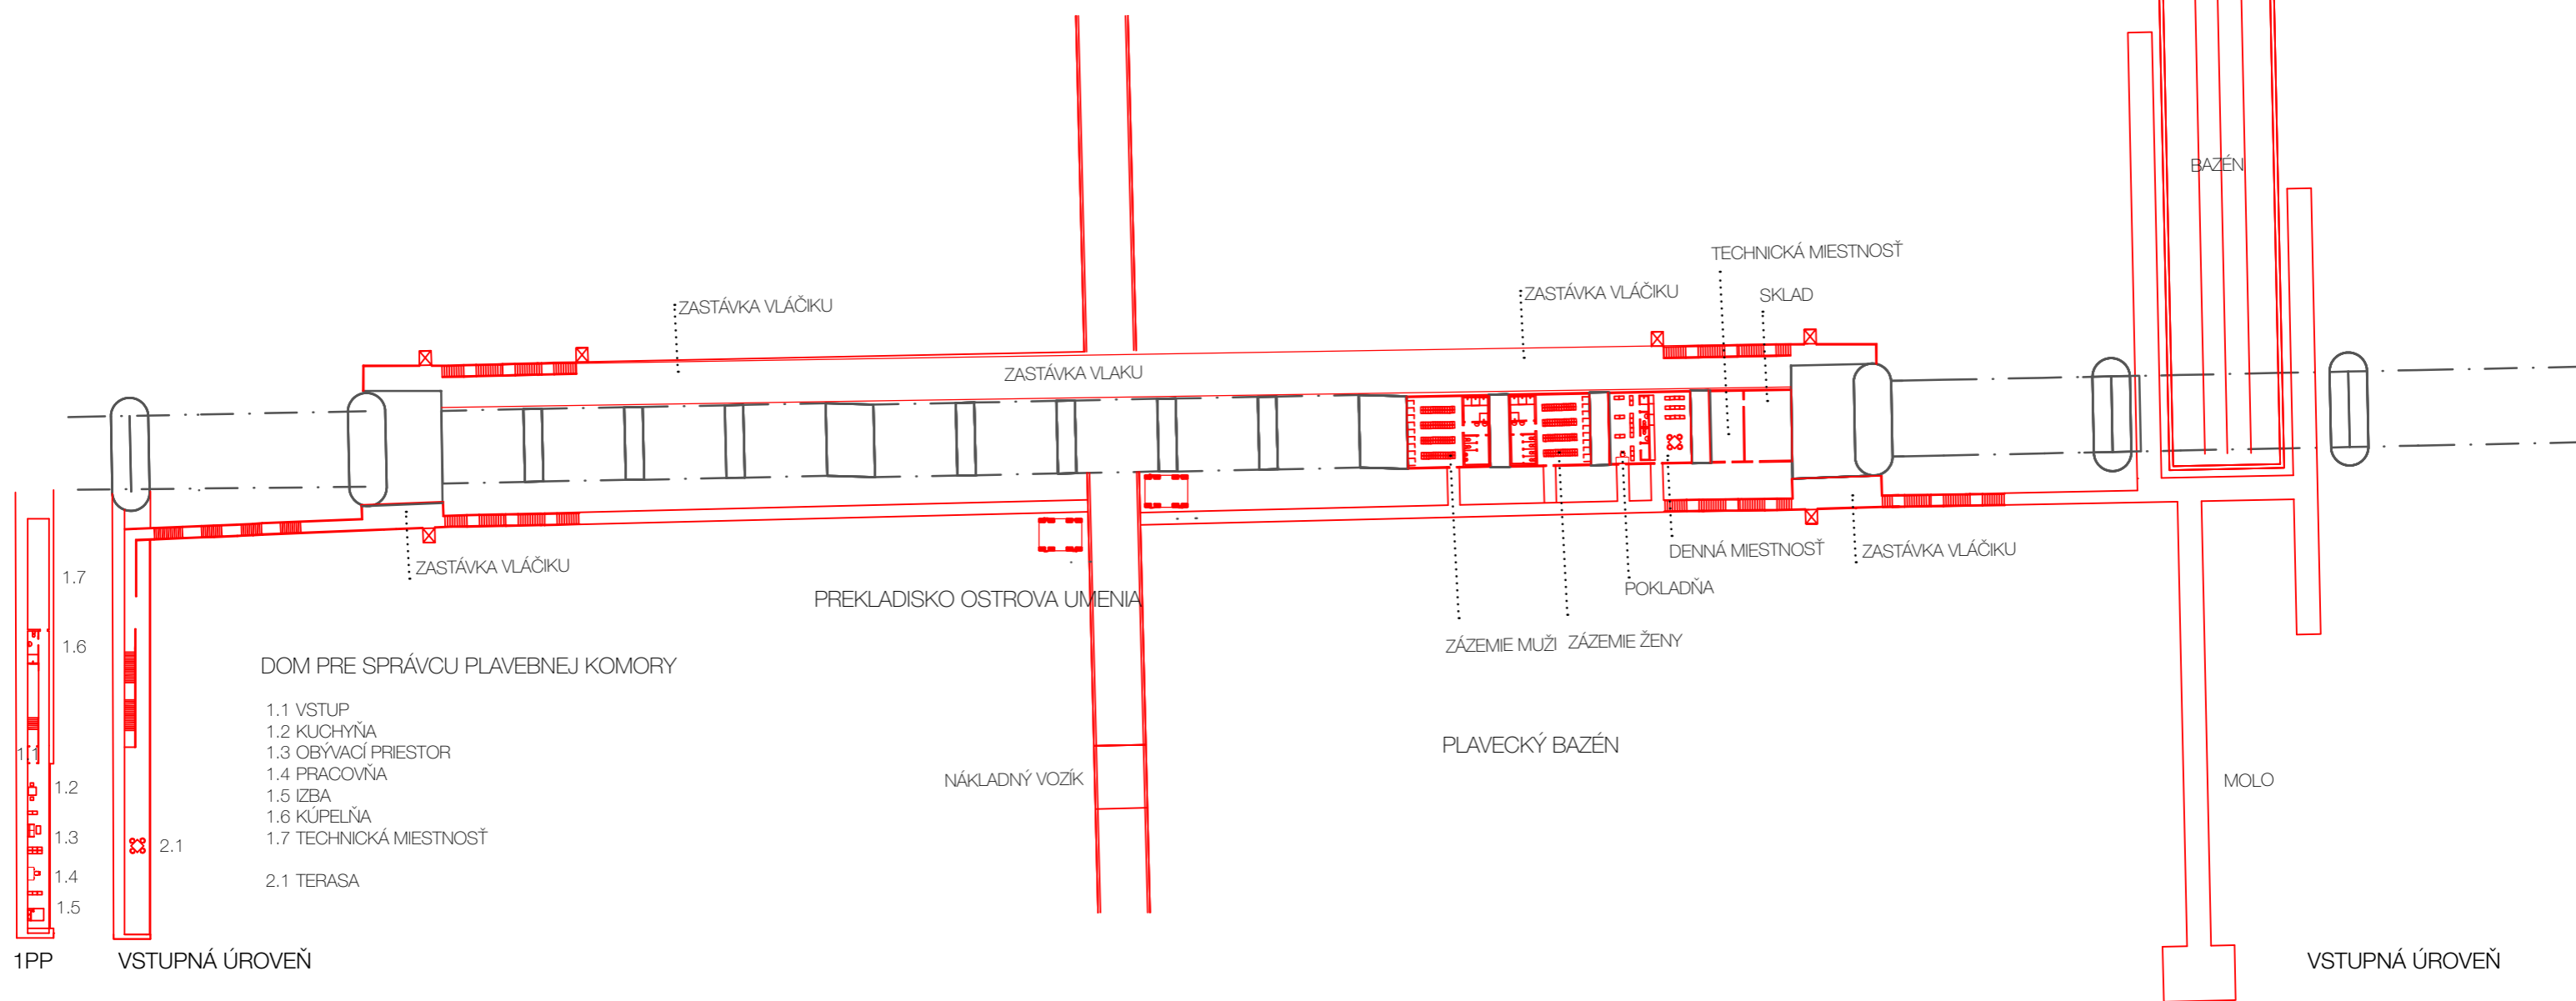 BAZÉN
TECHNICKÁ MIESTNOSŤ
ZASTÁVKA VLÁČIKU
SKLAD
ZASTÁVKA VLÁČIKU
ZASTÁVKA VLAKU
DENNÁ MIESTNOSŤ
ZASTÁVKA VLÁČIKU
ZASTÁVKA VLÁČIKU
POKLADŇA
PREKLADISKO OSTROVA UMENIA
ZÁZEMIE MUŽI
ZÁZEMIE ŽENY
1.7
1.6
1.1
1.2
1.3
1.4
1.5
2.1
DOM PRE SPRÁVCU PLAVEBNEJ KOMORY
1.1 VSTUP
1.2 KUCHYŇA
1.3 OBÝVACÍ PRIESTOR
1.4 PRACOVŇA
1.5 IZBA
1.6 KÚPELŇA
1.7 TECHNICKÁ MIESTNOSŤ
2.1 TERASA
PLAVECKÝ BAZÉN
NÁKLADNÝ VOZÍK
MOLO
1PP
VSTUPNÁ ÚROVEŇ
VSTUPNÁ ÚROVEŇ